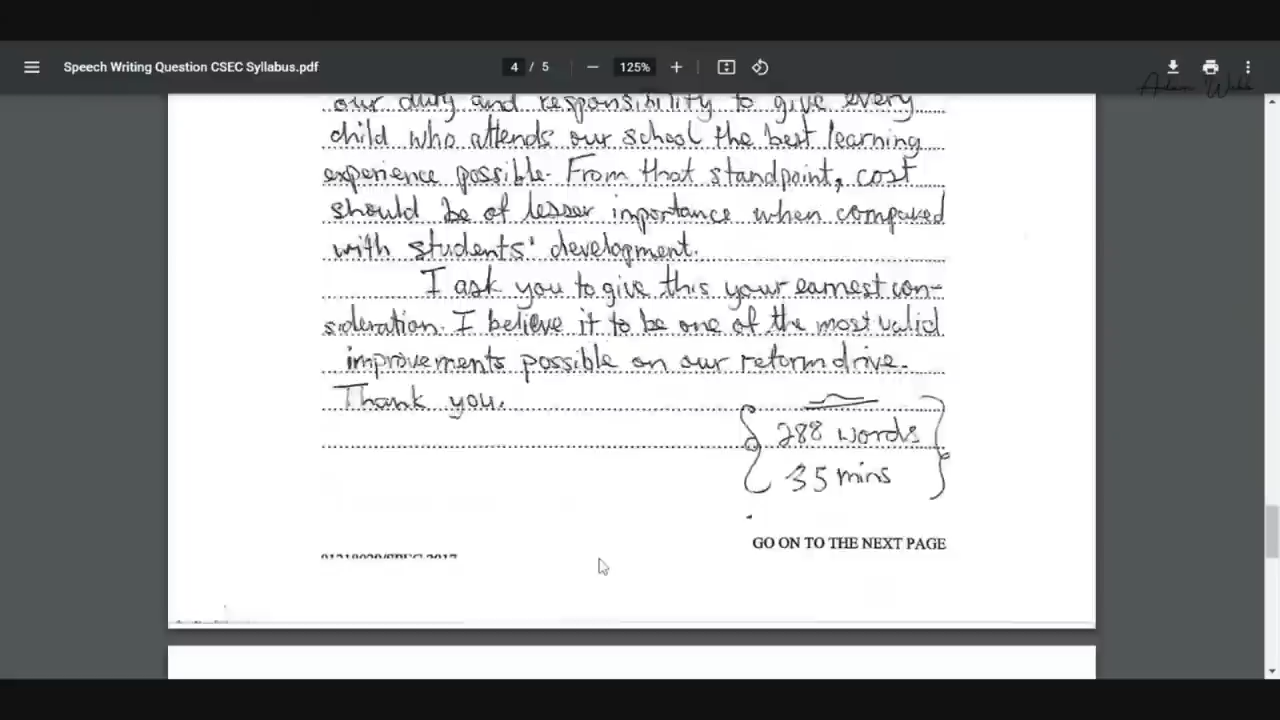 Speech Writing Question CSEC Syllabus.pdf
4 / 5
125%
our duty and responsibility to give every
child who attends our school the best learning
experience possible. From that standpoint, cost
should be of lesser importance when compared
with students' development.
I ask you to give this your earnest con-
sideration. I believe it to be one of the most valid
improvements possible on our reform drive.
Thank you.
288 words
35 mins
GO ON TO THE NEXT PAGE